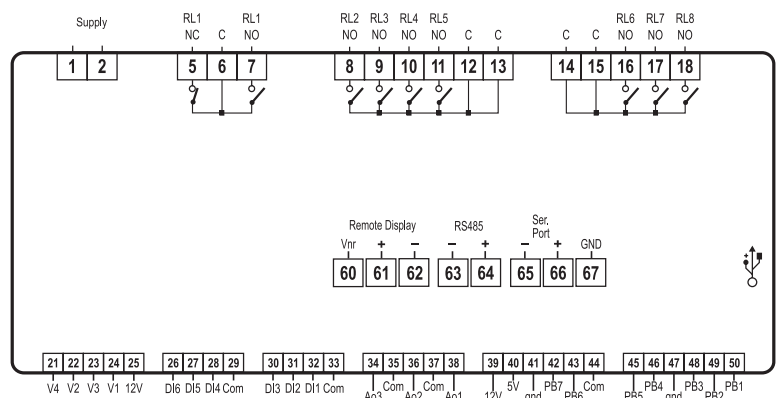 Supply
RL1 RL1
NC C NO
RL2 RL3 RL4 RL5
NO NO NO NO C C
RL6 RL7 RL8
C C NO NO NO
1 2
5 6 7
8 9 10 11 12 13
14 15 16 17 18
Remote Display
Vnr + −
RS485
− +
Ser.
Port
− +
GND
60 61 62
63 64
65 66 67
21 22 23 24 25
26 27 28 29
30 31 32 33
34 35 36 37 38
39 40 41 42 43 44
45 46 47 48 49 50
V4 V2 V3 V1 12V
DI6 DI5 DI4 Com
DI3 DI2 DI1 Com
Ao3 Com Ao2 Com Ao1
12V 5V gnd PB7 PB6 Com
PB5 PB4 gnd PB3 PB2 PB1